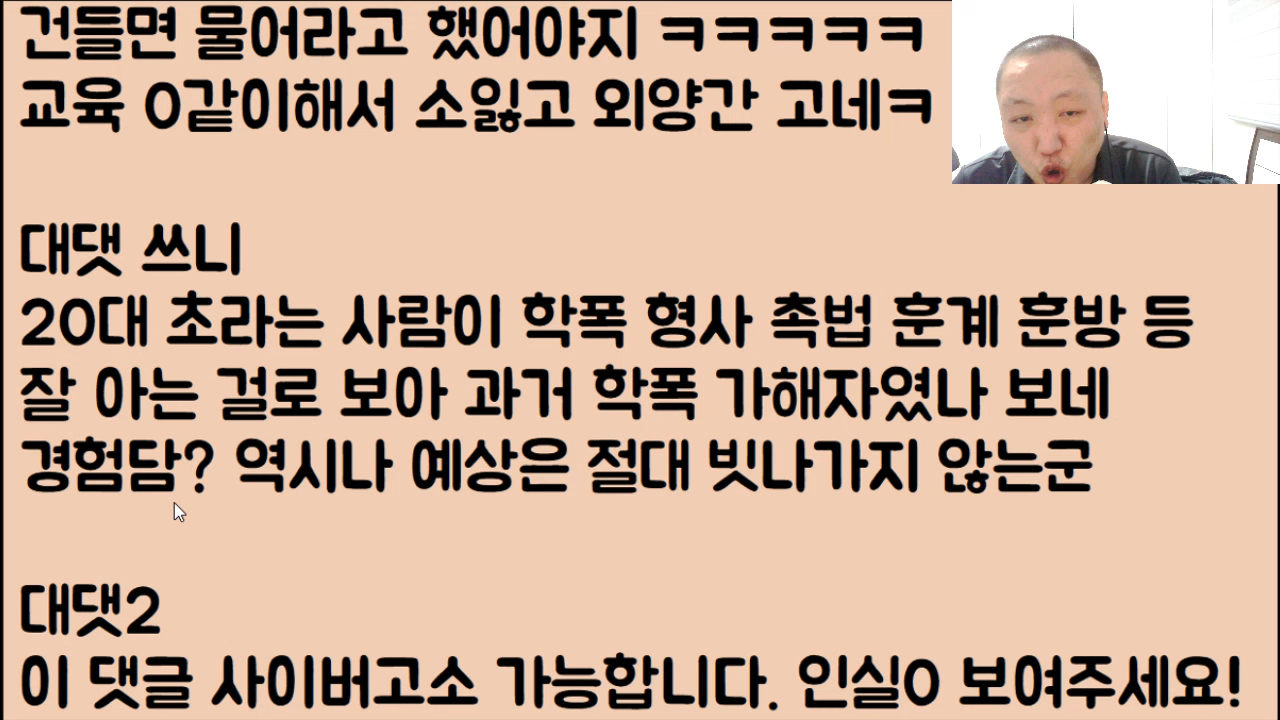 건들면 물어라고 했어야지 ㅋㅋㅋㅋㅋ
교육 0같이해서 소잃고 외양간 고네ㅋ
대댓 쓰니
20대 초라는 사람이 학폭 형사 촉법 훈계 훈방 등
잘 아는 걸로 보아 과거 학폭 가해자였나 보네
경험담? 역시나 예상은 절대 빗나가지 않는군
대댓2
이 댓글 사이버고소 가능합니다. 인실0 보여주세요!